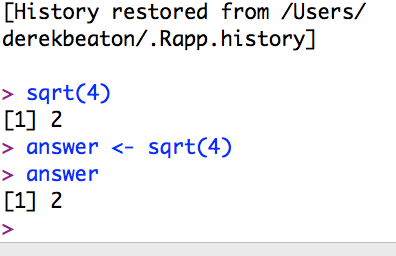 [History restored from /Users/
derekbeaton/.Rapp.history]
> sqrt(4)
[1] 2
> answer <- sqrt(4)
> answer
[1] 2
>